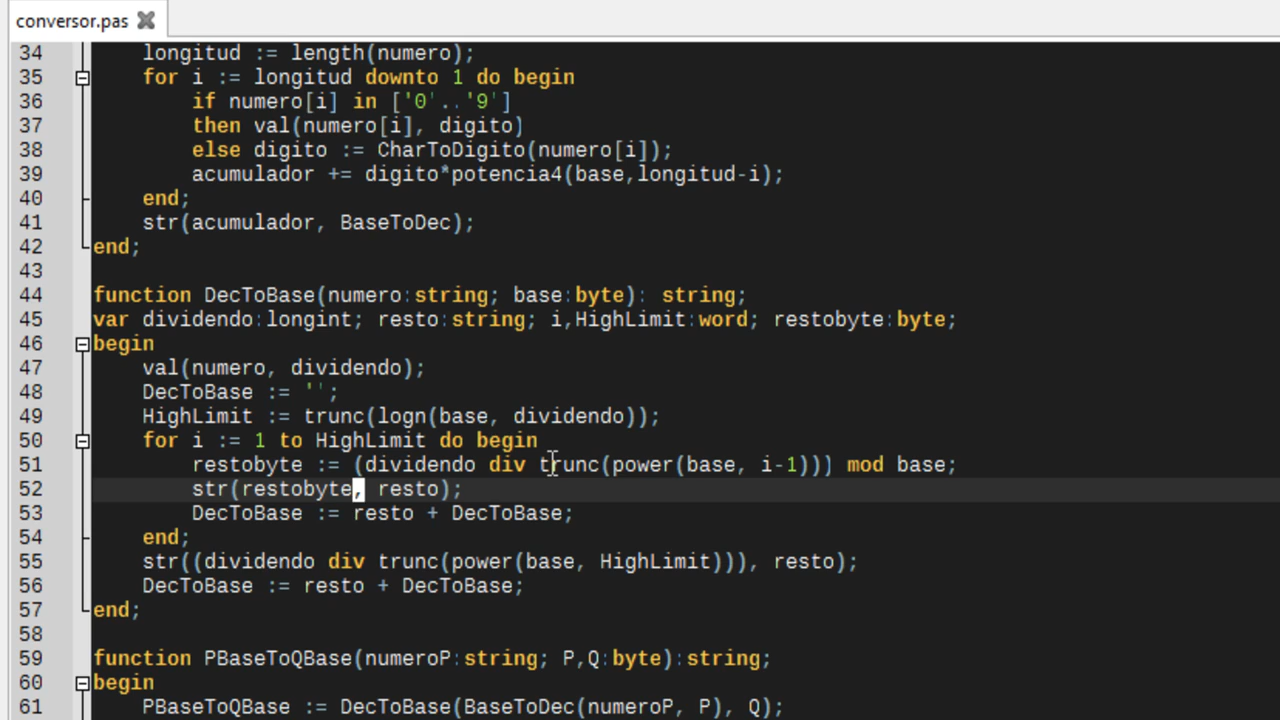 conversor.pas
34 longitud := length(numero);
35 for i := longitud downto 1 do begin
36 if numero[i] in ['0'..'9']
37 then val(numero[i], digito)
38 else digito := CharToDigito(numero[i]);
39 acumulador += digito*potencia4(base,longitud-i);
40 end;
41 str(acumulador, BaseToDec);
42 end;
43
44 function DecToBase(numero:string; base:byte): string;
45 var dividendo:longint; resto:string; i,HighLimit:word; restobyte:byte;
46 begin
47 val(numero, dividendo);
48 DecToBase := '';
49 HighLimit := trunc(logn(base, dividendo));
50 for i := 1 to HighLimit do begin
51 restobyte := (dividendo div trunc(power(base, i-1))) mod base;
52 str(restobyte, resto);
53 DecToBase := resto + DecToBase;
54 end;
55 str((dividendo div trunc(power(base, HighLimit))), resto);
56 DecToBase := resto + DecToBase;
57 end;
58
59 function PBaseToQBase(numeroP:string; P,Q:byte):string;
60 begin
61 PBaseToQBase := DecToBase(BaseToDec(numeroP, P), Q);